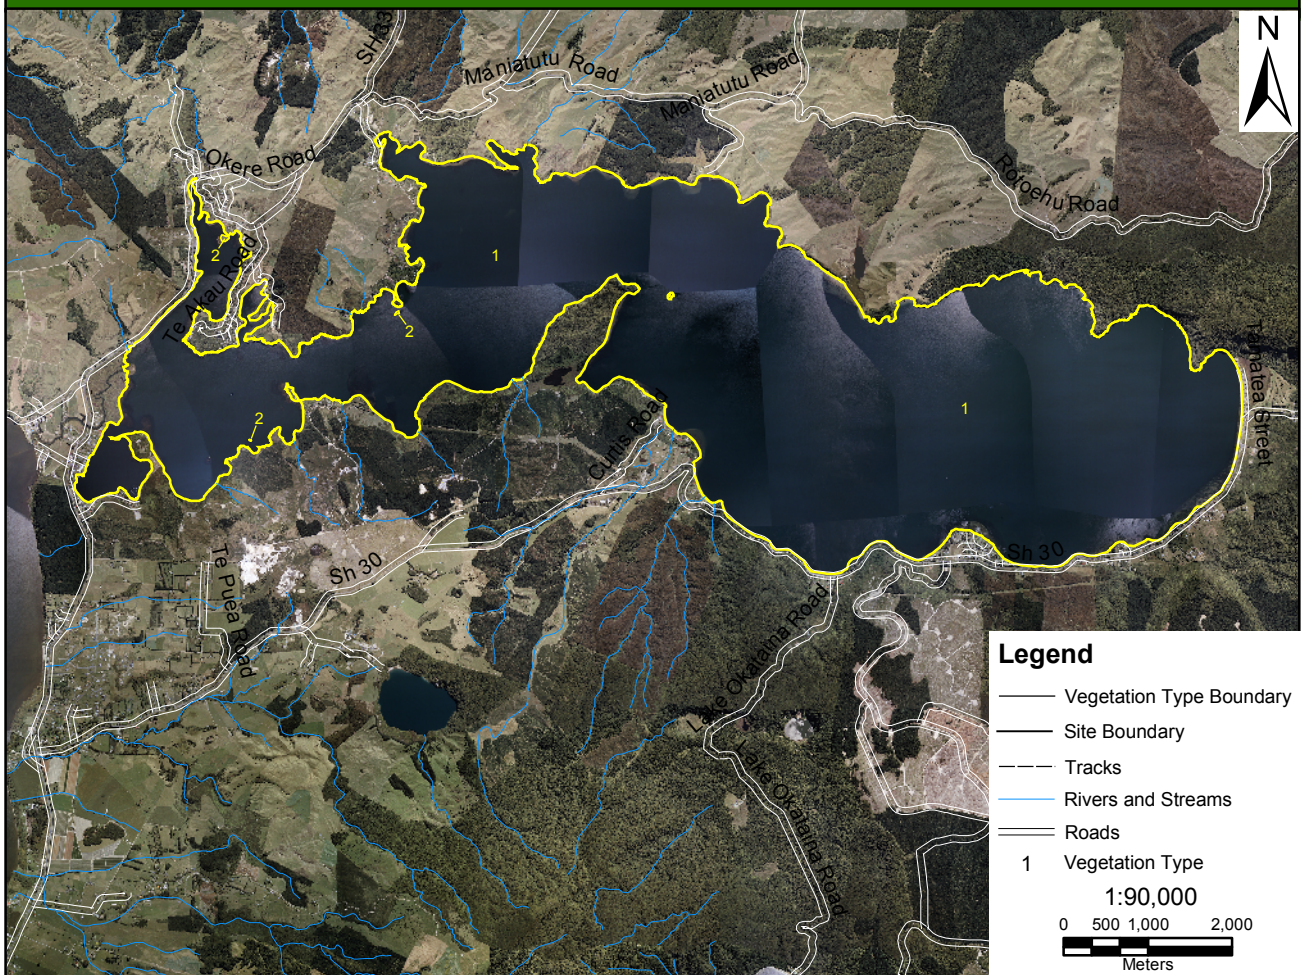 N
SH 33
Maniatutu Road
Maniatutu Road
Okere Road
Rotoehu Road
1
2
Te Akau Road
2
1
2
Tamatea Street
Curtis Road
Sh 30
Sh 30
Te Puea Road
Lake Okataina Road
Lake Okataina Road
Legend
Vegetation Type Boundary
Site Boundary
Tracks
Rivers and Streams
Roads
1 Vegetation Type
1:90,000
0 500 1,000 2,000
Meters